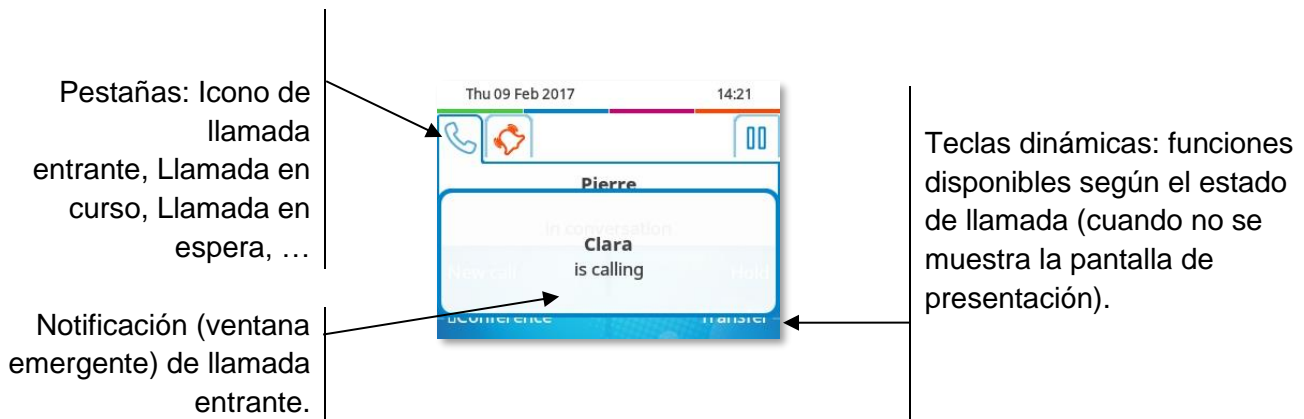 Pestañas: Icono de
llamada
entrante, Llamada en
curso, Llamada en
espera, …
Notificación (ventana
emergente) de llamada
entrante.
Thu 09 Feb 2017 14:21
Pierre
in conversation
Clara
is calling
New call Hold
Conference Transfer
Teclas dinámicas: funciones
disponibles según el estado
de llamada (cuando no se
muestra la pantalla de
presentación).